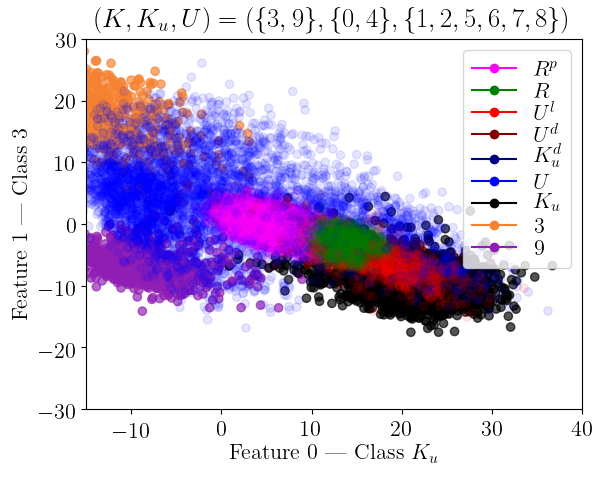 (K, K_u, U) = ({3, 9}, {0, 4}, {1, 2, 5, 6, 7, 8})
30
20
10
0
−10
−20
−30
Feature 1 — Class 3
R^p
R
U^l
U^d
K_u^d
U
K_u
3
9
−10
0
10
20
30
40
Feature 0 — Class K_u